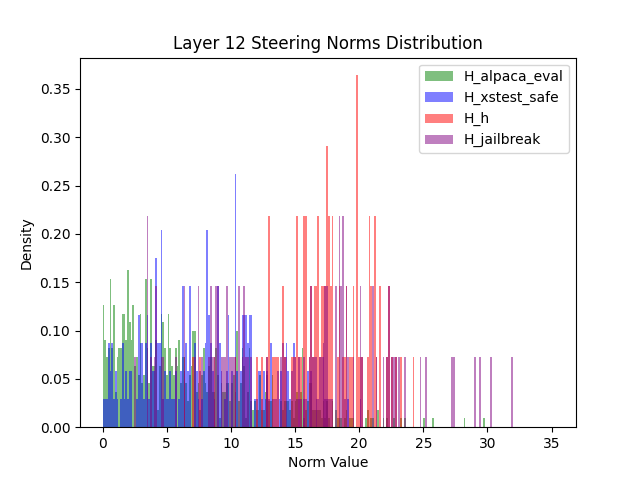 Layer 12 Steering Norms Distribution
H_alpaca_eval
H_xstest_safe
H_h
H_jailbreak
Density
0.35
0.30
0.25
0.20
0.15
0.10
0.05
0.00
0 5 10 15 20 25 30 35
Norm Value